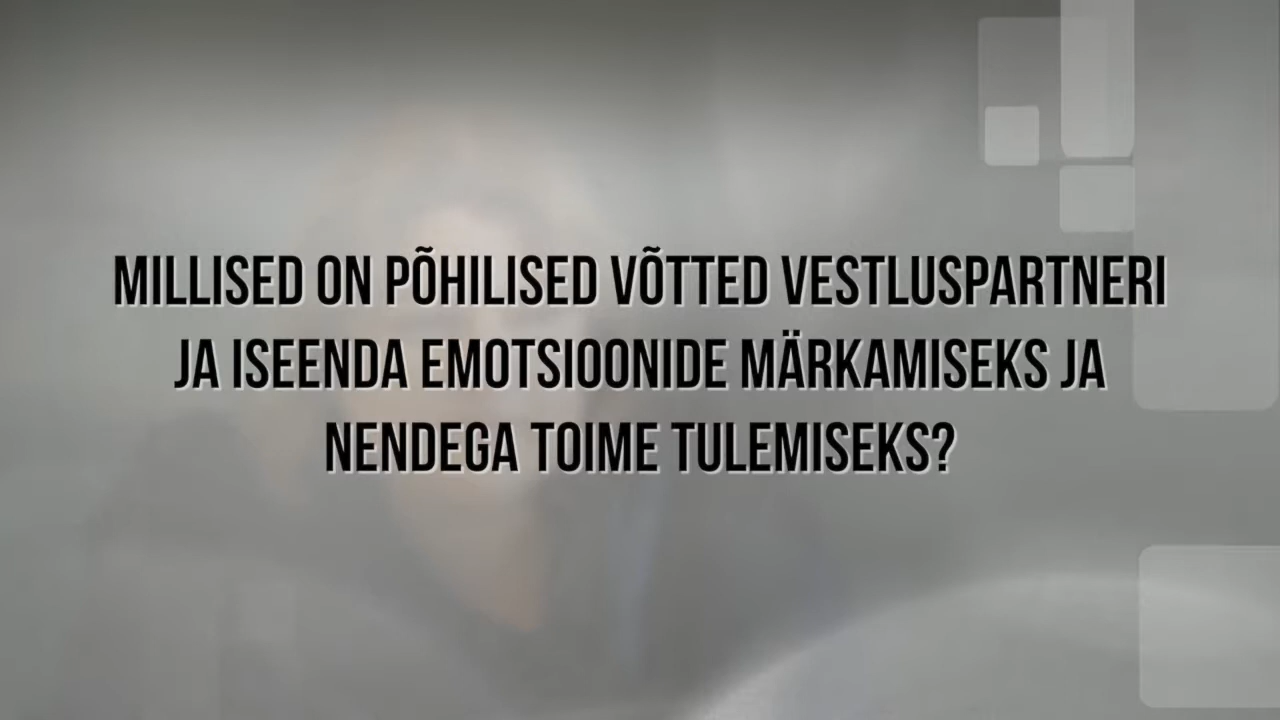 MILLISED ON PÕHILISED VÕTTED VESTLUSPARTNERI
JA ISEENDA EMOTSIOONIDE MÄRKAMISEKS JA
NENDEGA TOIME TULEMISEKS?